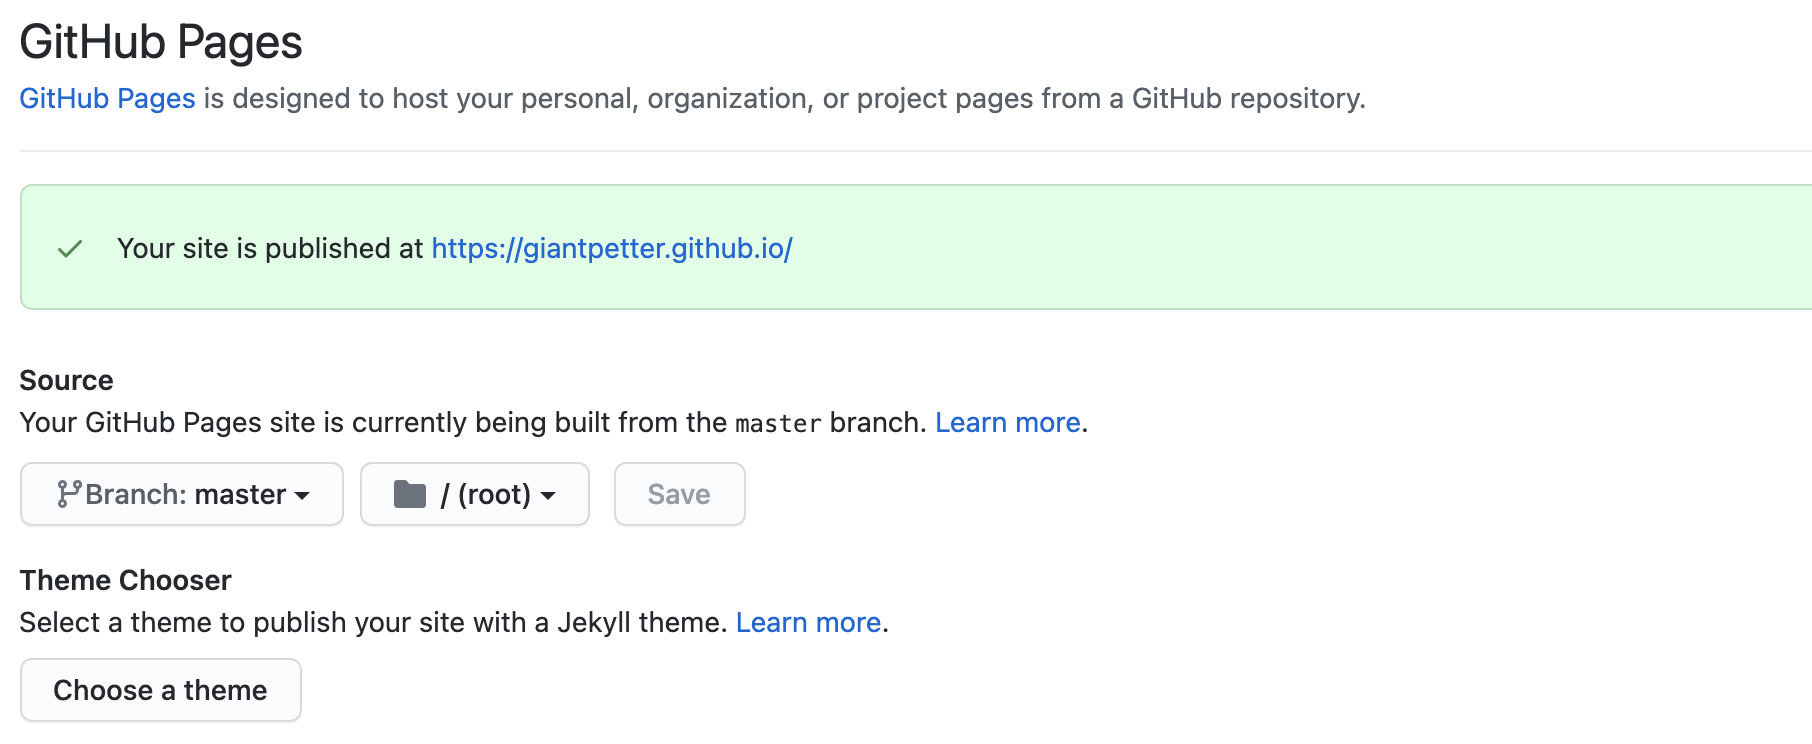 GitHub Pages
GitHub Pages is designed to host your personal, organization, or project pages from a GitHub repository.
Your site is published at https://giantpetter.github.io/
Source
Your GitHub Pages site is currently being built from the master branch. Learn more.
Branch: master
/ (root)
Save
Theme Chooser
Select a theme to publish your site with a Jekyll theme. Learn more.
Choose a theme